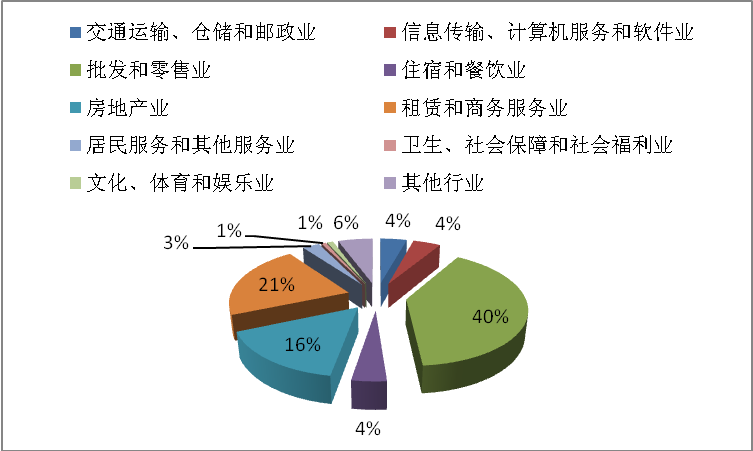 交通运输、仓储和邮政业 信息传输、计算机服务和软件业
批发和零售业 住宿和餐饮业
房地产业 租赁和商务服务业
居民服务和其他服务业 卫生、社会保障和社会福利业
文化、体育和娱乐业 其他行业
1% 6% 4% 4%
1%
3%
21%
40%
16%
4%